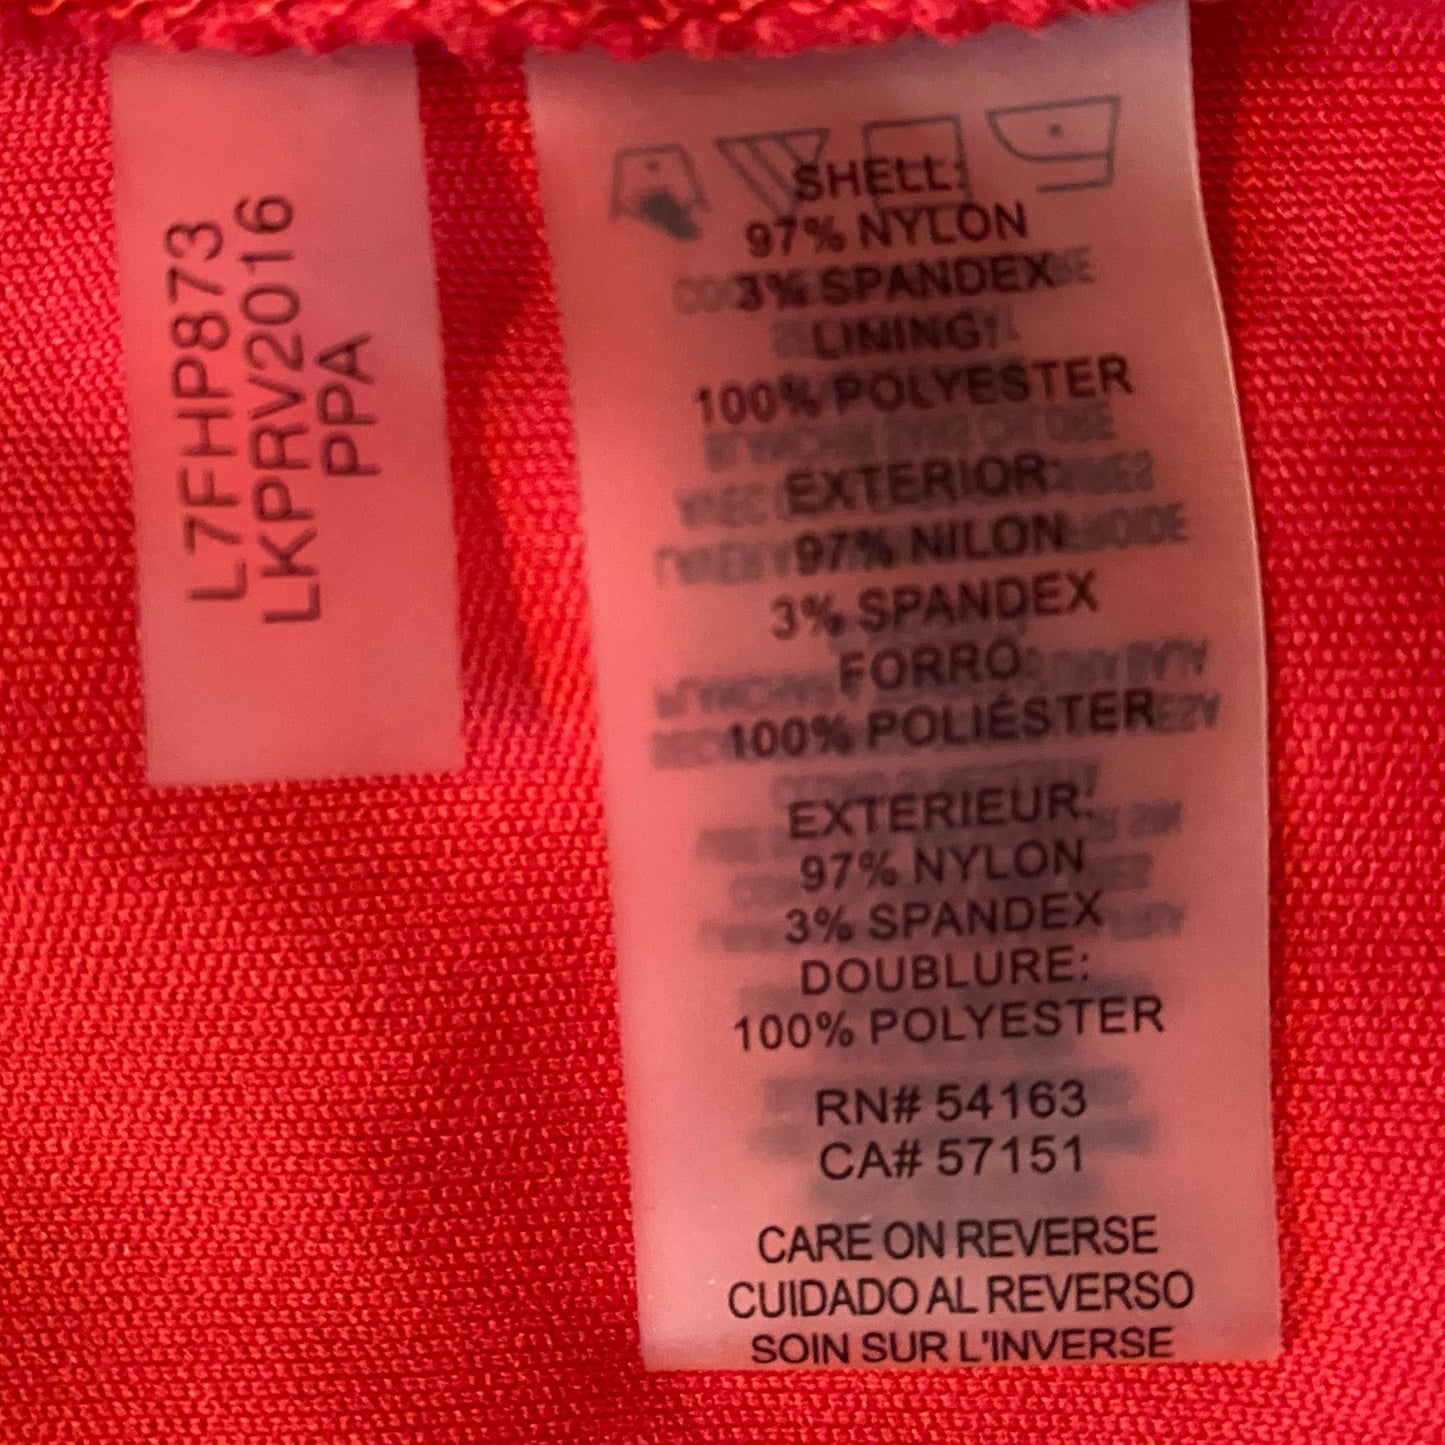 L7FHP873
LKPRV2016
PPA
SHELL:
97% NYLON
3% SPANDEX
LINING:
100% POLYESTER
EXTERIOR:
97% NILON
3% SPANDEX
FORRO:
100% POLIÉSTER
EXTERIEUR:
97% NYLON
3% SPANDEX
DOUBLURE:
100% POLYESTER
RN# 54163
CA# 57151
CARE ON REVERSE
CUIDADO AL REVERSO
SOIN SUR L'INVERSE